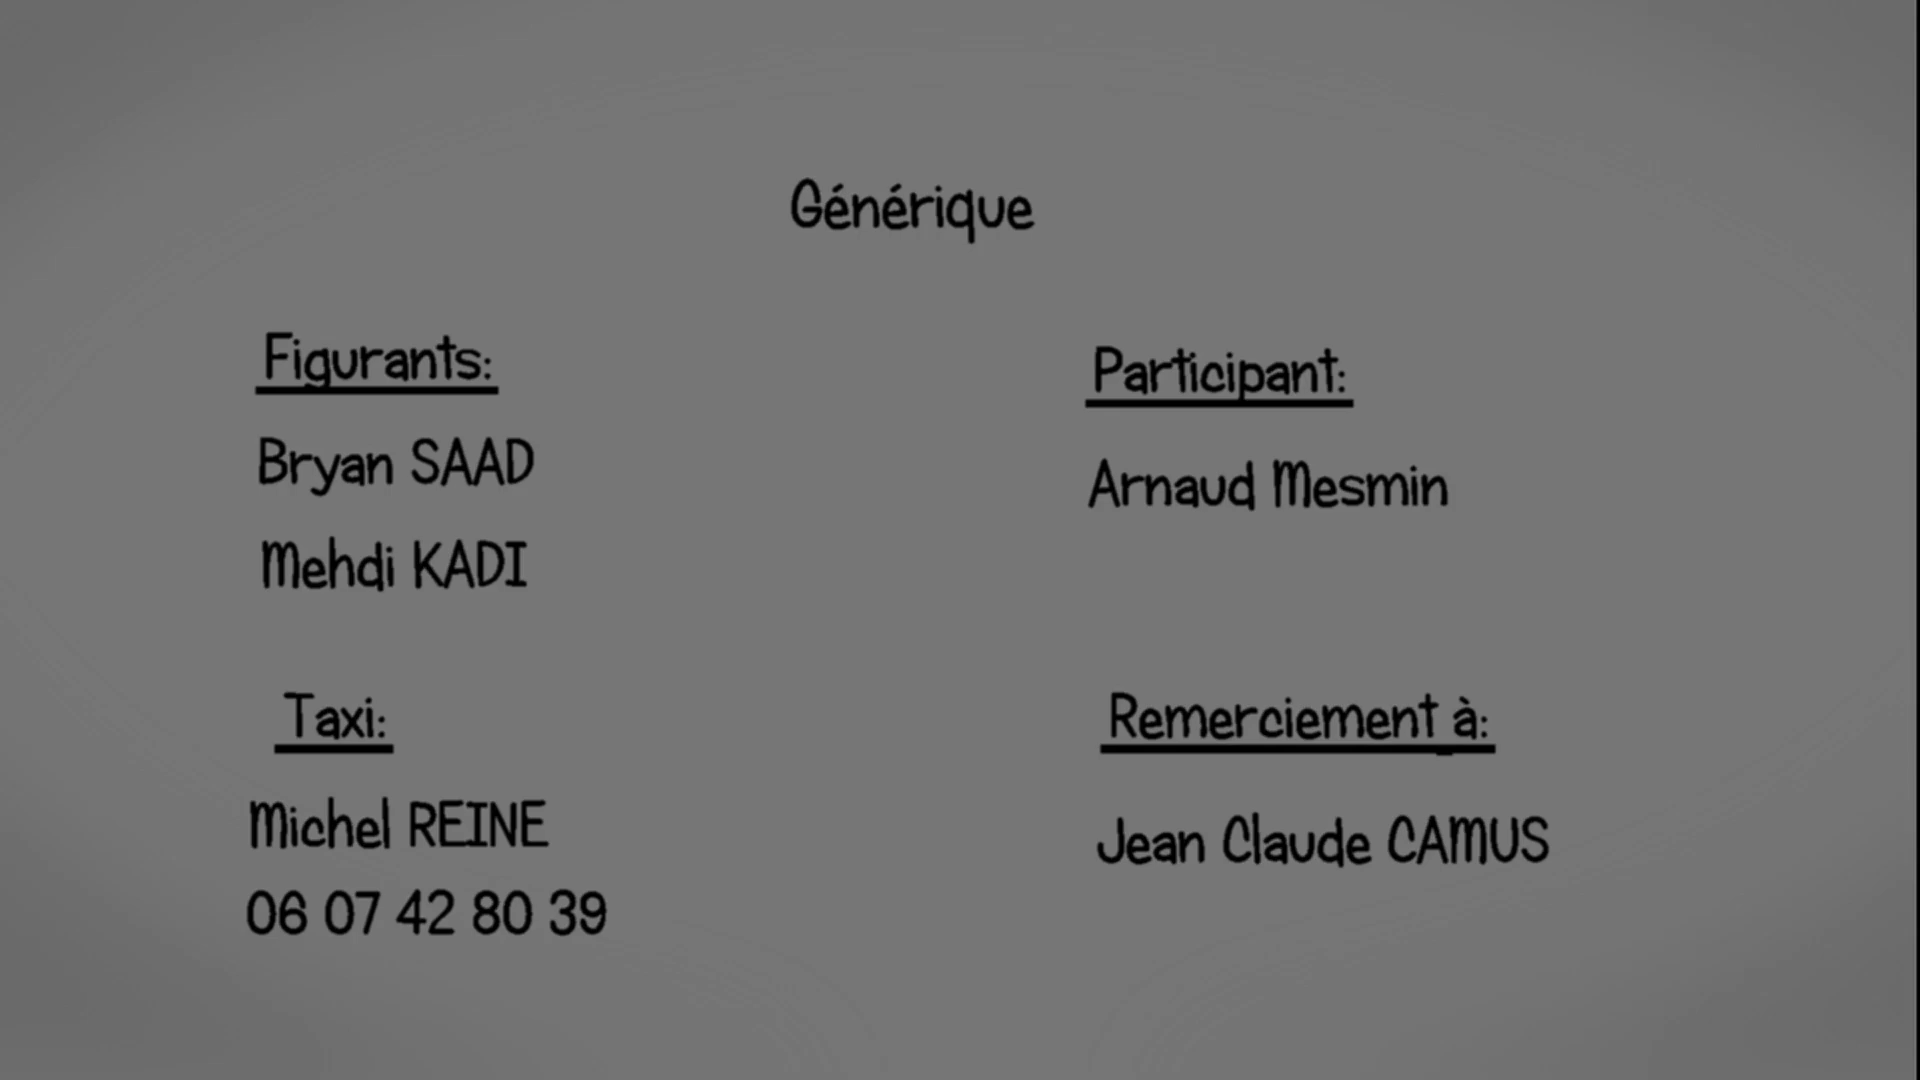 Générique
Figurants:
Bryan SAAD
Mehdi KADI
Participant:
Arnaud Mesmin
Taxi:
Michel REINE
06 07 42 80 39
Remerciement à:
Jean Claude CAMUS